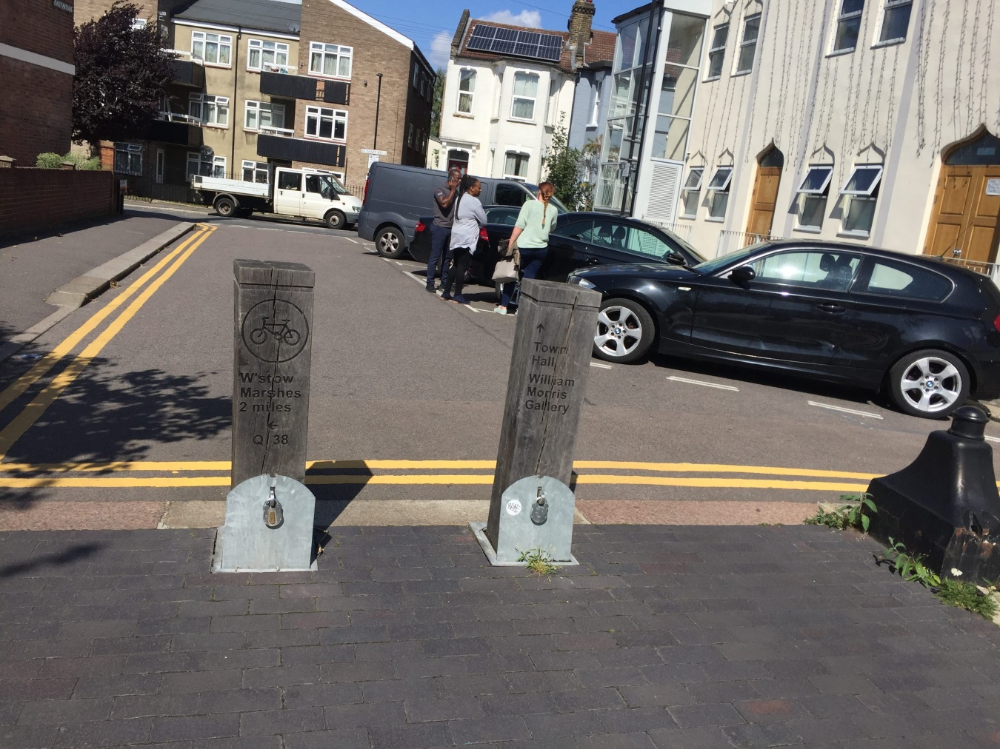 W'stow
Marshes
2 miles
←
Q 38
↑
Town
Hall,
William
Morris
Gallery